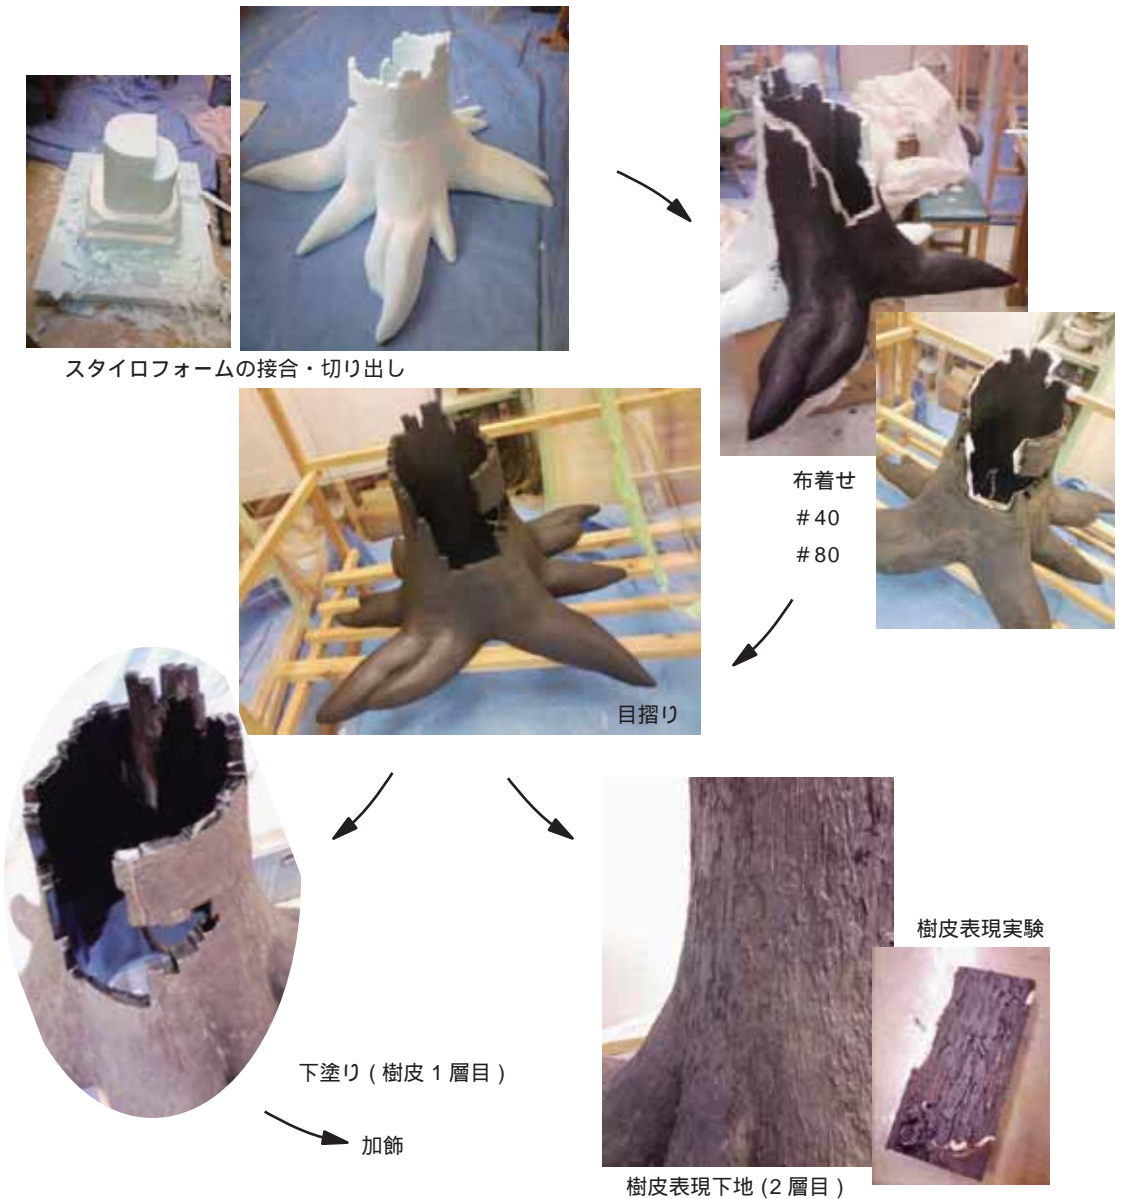 スタイロフォームの接合・切り出し
布着せ
＃40
＃80
目摺り
樹皮表現実験
下塗り ( 樹皮 1 層目 )
加飾
樹皮表現下地 (2 層目 )